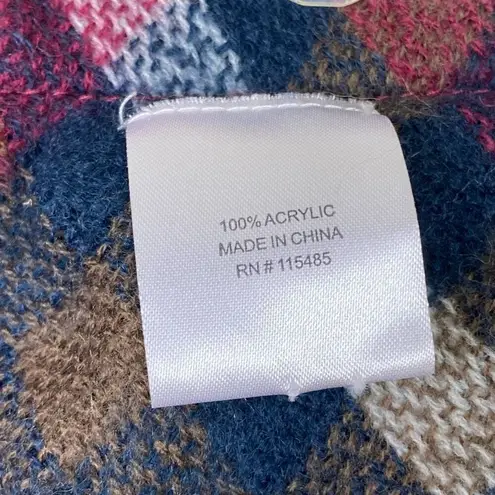 100% ACRYLIC
MADE IN CHINA
RN # 115485